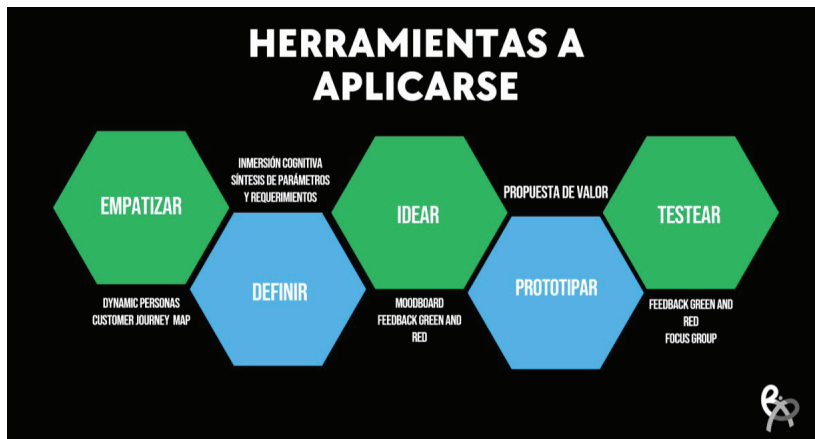 HERRAMIENTAS A
APLICARSE
EMPATIZAR
DYNAMIC PERSONAS
CUSTOMER JOURNEY MAP
INMERSIÓN COGNITIVA
SÍNTESIS DE PARÁMETROS
Y REQUERIMIENTOS
DEFINIR
IDEAR
MOODBOARD
FEEDBACK GREEN AND
RED
PROPUESTA DE VALOR
PROTOTIPAR
TESTEAR
FEEDBACK GREEN AND
RED
FOCUS GROUP